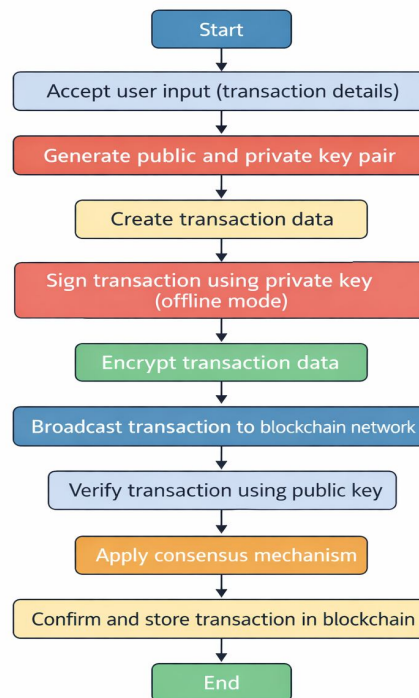 Start
Accept user input (transaction details)
Generate public and private key pair
Create transaction data
Sign transaction using private key
(offline mode)
Encrypt transaction data
Broadcast transaction to blockchain network
Verify transaction using public key
Apply consensus mechanism
Confirm and store transaction in blockchain
End